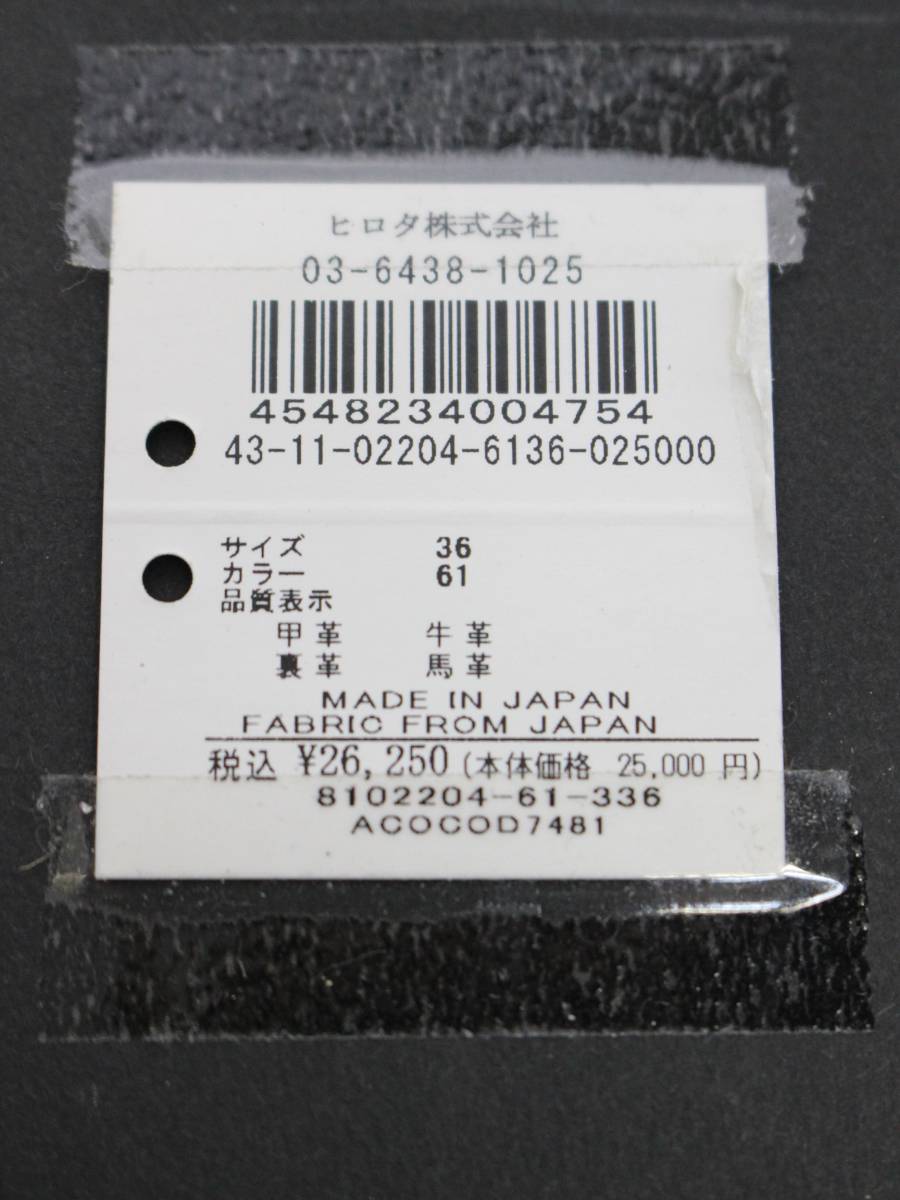 ヒロタ株式会社
03-6438-1025
4548234004754
43-11-02204-6136-025000
サイズ 36
カラー 61
品質表示
甲革 牛革
裏革 馬革
MADE IN JAPAN
FABRIC FROM JAPAN
税込 ¥26,250 (本体価格 25,000 円)
8102204-61-336
ACOCOD7481